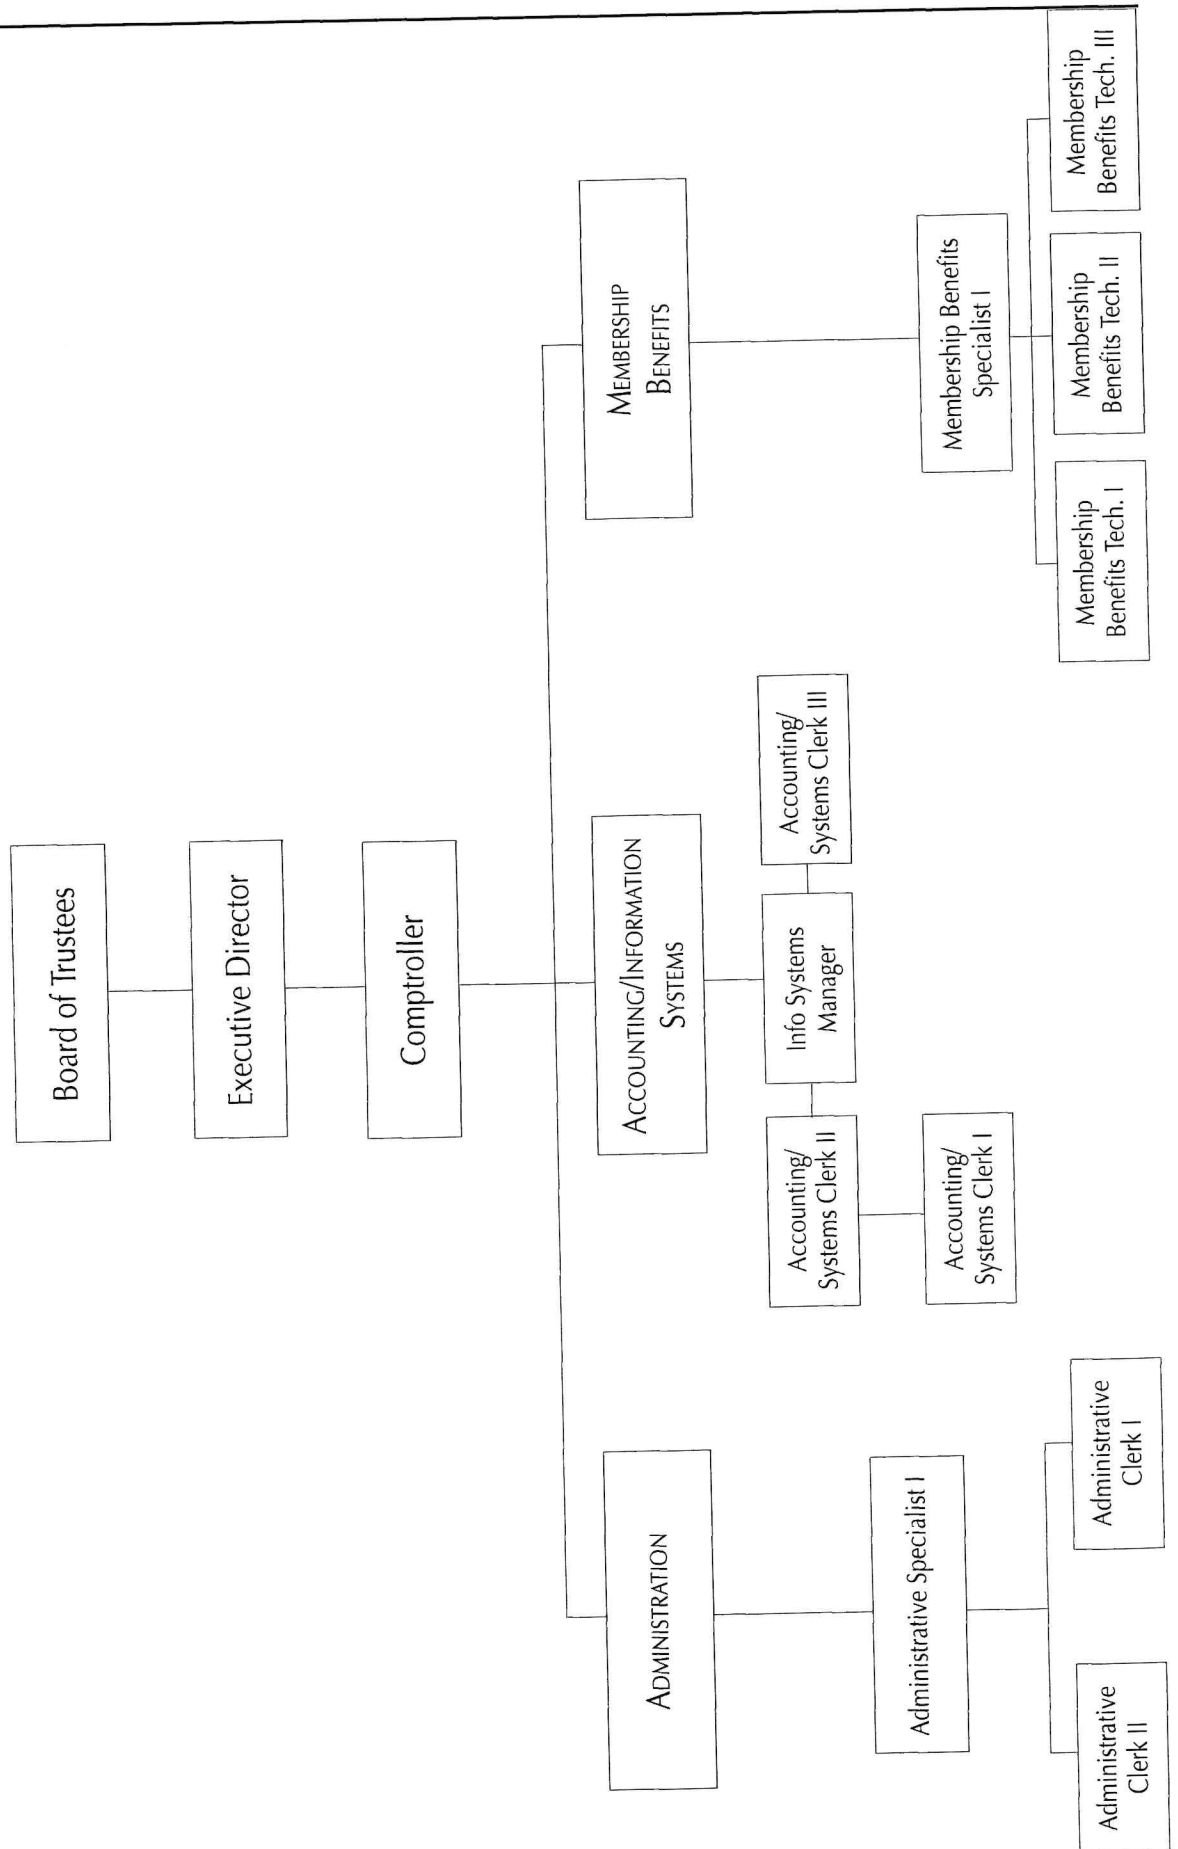 Board of Trustees
Executive Director
Comptroller
ADMINISTRATION
ACCOUNTING/INFORMATION
SYSTEMS
MEMBERSHIP
BENEFITS
Administrative Specialist I
Administrative
Clerk II
Administrative
Clerk I
Accounting/
Systems Clerk II
Info Systems
Manager
Accounting/
Systems Clerk III
Accounting/
Systems Clerk I
Membership Benefits
Specialist I
Membership
Benefits Tech. I
Membership
Benefits Tech. II
Membership
Benefits Tech. III